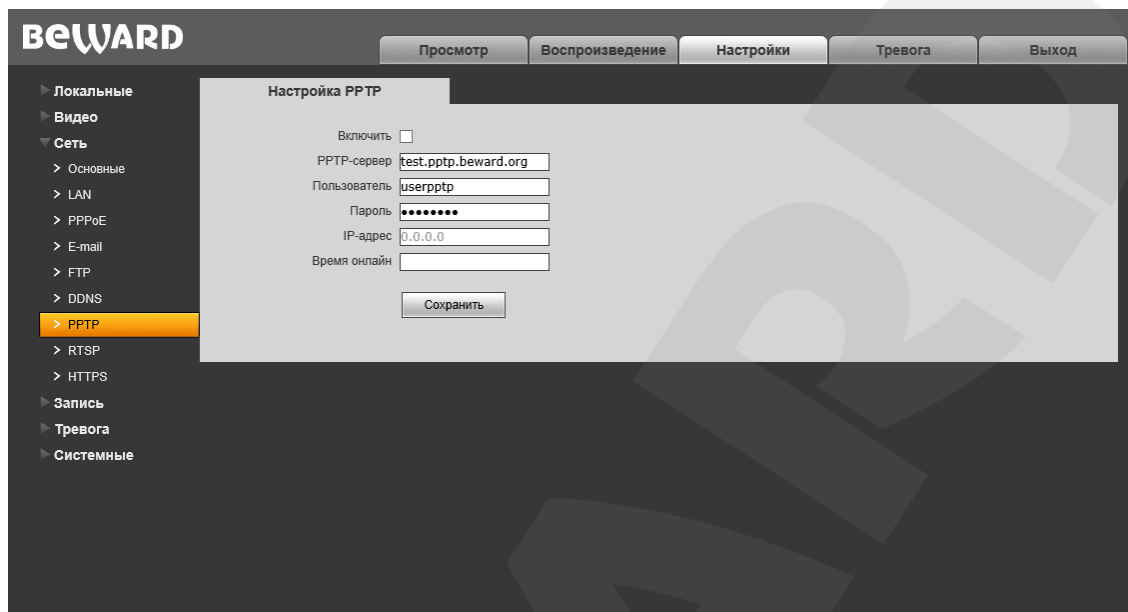 BEWARD
Просмотр
Воспроизведение
Настройки
Тревога
Выход
Локальные
Видео
Сеть
Основные
LAN
PPPoE
E-mail
FTP
DDNS
PPTP
RTSP
HTTPS
Запись
Тревога
Системные
Настройка PPTP
Включить
PPTP-сервер test.pptp.beward.org
Пользователь userpptp
Пароль ••••••••
IP-адрес 0.0.0.0
Время онлайн
Сохранить